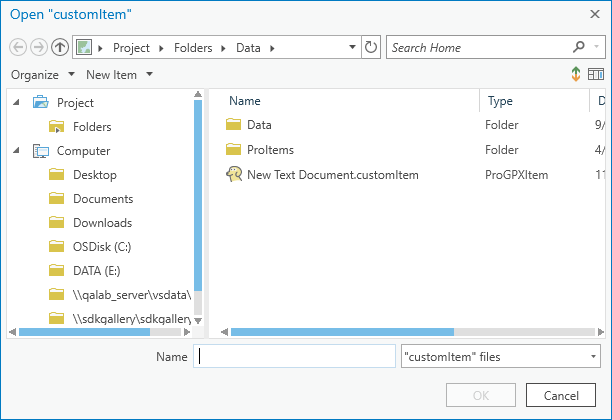 Open "customItem"
Project Folders Data Search Home
Organize New Item
Project
Folders
Computer
Desktop
Documents
Downloads
OSDisk (C:)
DATA (E:)
\\qalab_server\vsdata\
\\sdkgallery\sdkgallery
Name Type D
Data Folder 9/
ProItems Folder 4/
New Text Document.customItem ProGPXItem 11
Name "customItem" files
OK Cancel